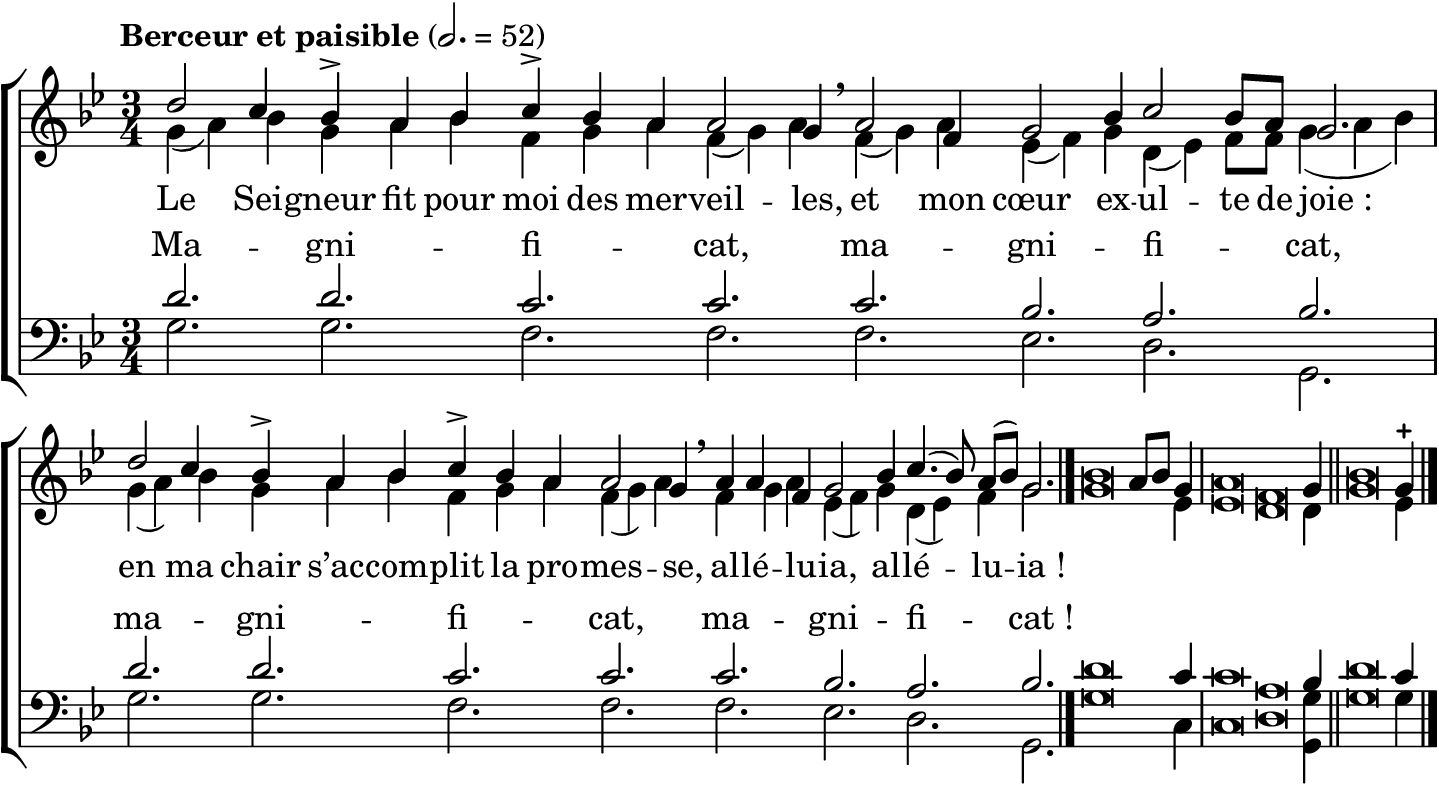 Berceur et paisible (𝅗𝅥. = 52)
Le Seigneur fit pour moi des merveil -- les, et mon cœur ex -- ul -- te de joie :
Ma -- gni -- fi -- cat, ma -- gni -- fi -- cat,
en ma chair s’accomplit la promes -- se, allé -- luia, allé -- lu -- ia !
ma -- gni -- fi -- cat, ma -- gni -- fi -- cat !